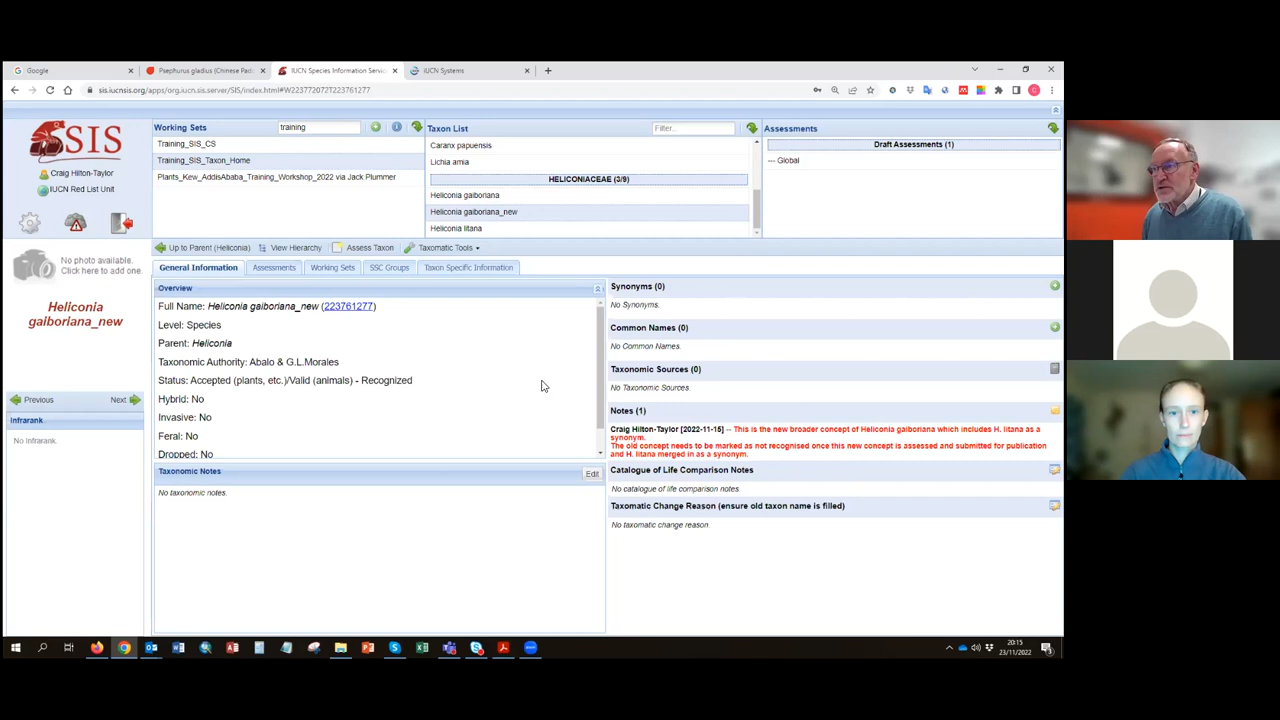 Google
Psephurus gladius (Chinese Padd
IUCN Species Information Servic
IUCN Systems
sis.iucnsis.org/apps/org.iucn.sis.server/SIS/index.html#W223772072T223761277
SIS
Craig Hilton-Taylor
IUCN Red List Unit
Working Sets
training
Training_SIS_CS
Training_SIS_Taxon_Home
Plants_Kew_AddisAbaba_Training_Workshop_2022 via Jack Plummer
Taxon List
Filter...
Caranx papuensis
Lichia amia
HELICONIACEAE (3/9)
Heliconia gaiboriana
Heliconia gaiboriana_new
Heliconia litana
Assessments
Draft Assessments (1)
--- Global
Up to Parent (Heliconia)
View Hierarchy
Assess Taxon
Taxomatic Tools
No photo available.
Click here to add one.
Heliconia
gaiboriana_new
Previous
Next
Infrarank
No Infrarank.
General Information
Assessments
Working Sets
SSC Groups
Taxon Specific Information
Overview
Full Name: Heliconia gaiboriana_new (223761277)
Level: Species
Parent: Heliconia
Taxonomic Authority: Abalo & G.L.Morales
Status: Accepted (plants, etc.)/Valid (animals) - Recognized
Hybrid: No
Invasive: No
Feral: No
Dropped: No
Taxonomic Notes
Edit
No taxonomic notes.
Synonyms (0)
No Synonyms.
Common Names (0)
No Common Names.
Taxonomic Sources (0)
No Taxonomic Sources.
Notes (1)
Craig Hilton-Taylor [2022-11-15] -- This is the new broader concept of Heliconia gaiboriana which includes H. litana as a
synonym.
The old concept needs to be marked as not recognised once this new concept is assessed and submitted for publication
and H. litana merged in as a synonym.
Catalogue of Life Comparison Notes
No catalogue of life comparison notes.
Taxomatic Change Reason (ensure old taxon name is filled)
No taxomatic change reason.
20:15
23/11/2022